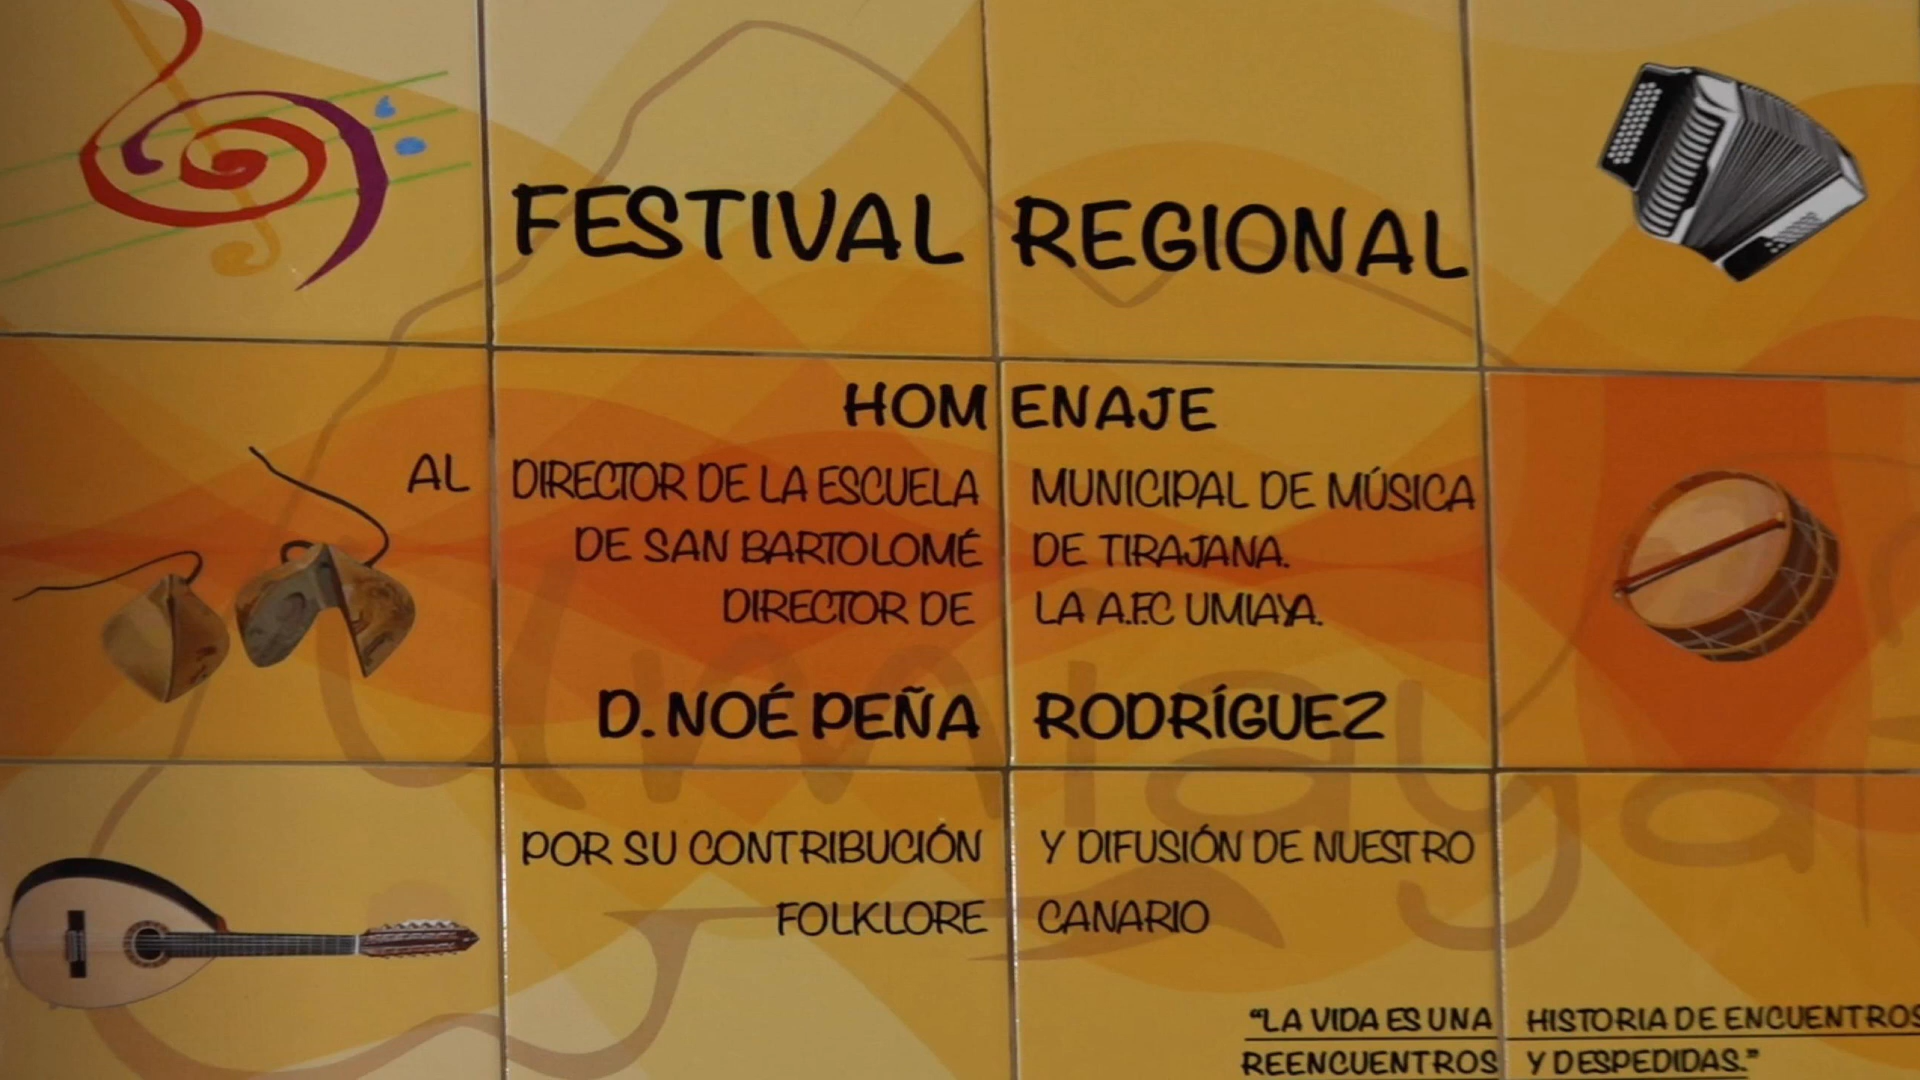 FESTIVAL REGIONAL
HOMENAJE
AL DIRECTOR DE LA ESCUELA MUNICIPAL DE MÚSICA
DE SAN BARTOLOMÉ DE TIRAJANA.
DIRECTOR DE LA A.F.C UMIAYA.
D. NOÉ PEÑA RODRÍGUEZ
umiaya
POR SU CONTRIBUCIÓN Y DIFUSIÓN DE NUESTRO
FOLKLORE CANARIO
"LA VIDA ES UNA HISTORIA DE ENCUENTROS
REENCUENTROS Y DESPEDIDAS."